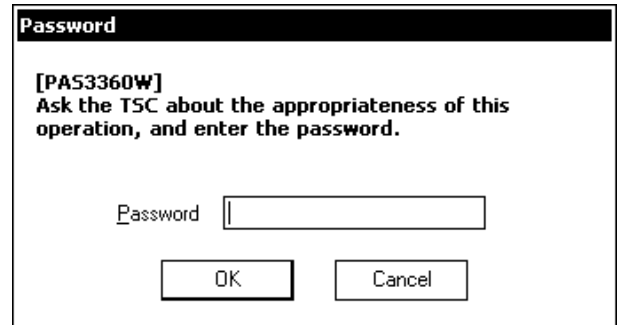 Password
[PAS3360W]
Ask the TSC about the appropriateness of this
operation, and enter the password.
Password
OK
Cancel